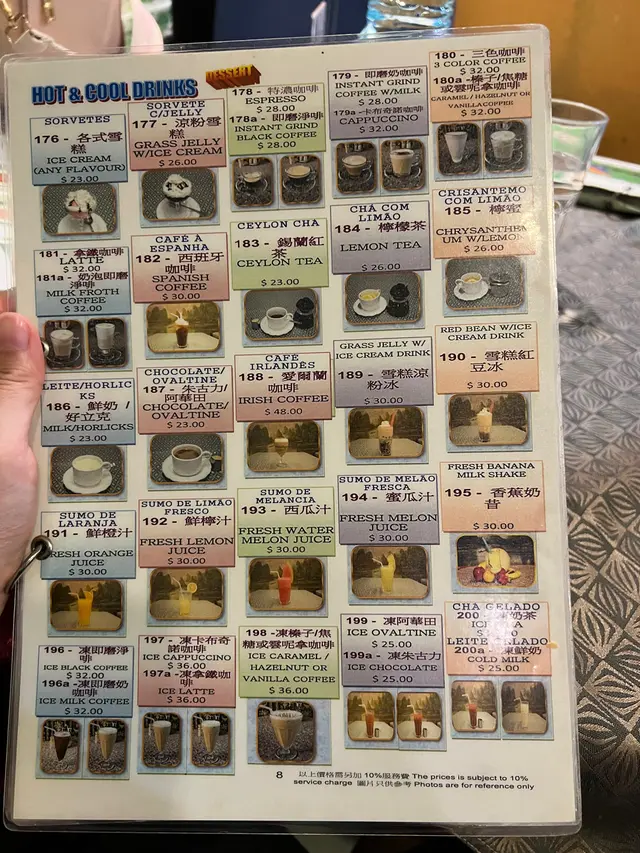 HOT & COOL DRINKS
DESSERT
SORVETES
176 - 各式雪
糕
ICE CREAM
(ANY FLAVOUR)
$ 23.00
SORVETE
C/JELLY
177 - 涼粉雪
糕
GRASS JELLY
W/ICE CREAM
$ 26.00
178 - 特濃咖啡
ESPRESSO
$ 28.00
178a - 即磨淨啡
INSTANT GRIND
BLACK COFFEE
$ 28.00
179 - 即磨奶咖啡
INSTANT GRIND
COFFEE W/MILK
$ 28.00
179a -卡布奇諾咖啡
CAPPUCCINO
$ 32.00
180 - 三色咖啡
3 COLOR COFFEE
$ 32.00
180a - 榛子/焦糖
或雲呢拿咖啡
CARAMEL / HAZELNUT OR
VANILLACOFFEE
$ 32.00
181 - 拿鐵咖啡
LATTE
$ 32.00
181a - 奶泡即磨
淨啡
MILK FROTH
COFFEE
$ 32.00
CAFÉ À
ESPANHA
182 - 西班牙
咖啡
SPANISH
COFFEE
$ 30.00
CEYLON CHÁ
183 - 錫蘭紅
茶
CEYLON TEA
$ 23.00
CHÁ COM
LIMÃO
184 - 檸檬茶
LEMON TEA
$ 26.00
CRISANTEMO
COM LIMÃO
185 - 檸蜜
CHRYSANTHEM
UM W/LEMON
$ 26.00
LEITE/HORLIC
KS
186 - 鮮奶 /
好立克
MILK/HORLICKS
$ 23.00
CHOCOLATE/
OVALTINE
187 - 朱古力/
阿華田
CHOCOLATE/
OVALTINE
$ 23.00
CAFÉ
IRLANDÊS
188 - 愛爾蘭
咖啡
IRISH COFFEE
$ 48.00
GRASS JELLY W/
ICE CREAM DRINK
189 - 雪糕涼
粉冰
$ 30.00
RED BEAN W/ICE
CREAM DRINK
190 - 雪糕紅
豆冰
$ 30.00
SUMO DE
LARANJA
191 - 鮮橙汁
FRESH ORANGE
JUICE
$ 30.00
SUMO DE LIMÃO
FRESCO
192 - 鮮檸汁
FRESH LEMON
JUICE
$ 30.00
SUMO DE
MELANCIA
193 - 西瓜汁
FRESH WATER
MELON JUICE
$ 30.00
SUMO DE MELÃO
FRESCA
194 - 蜜瓜汁
FRESH MELON
JUICE
$ 30.00
FRESH BANANA
MILK SHAKE
195 - 香蕉奶
昔
$ 30.00
196 - 凍即磨淨
啡
ICE BLACK COFFEE
$ 32.00
196a -凍即磨奶
咖啡
ICE MILK COFFEE
$ 32.00
197 - 凍卡布奇
諾咖啡
ICE CAPPUCCINO
$ 36.00
197a -凍拿鐵咖
啡
ICE LATTE
$ 36.00
198 - 凍榛子/焦
糖或雲呢拿咖啡
ICE CARAMEL /
HAZELNUT OR
VANILLA COFFEE
$ 36.00
199 - 凍阿華田
ICE OVALTINE
$ 25.00
199a - 凍朱古力
ICE CHOCOLATE
$ 25.00
CHÁ GELADO
200 - 凍奶茶
ICE
LEITE GELADO
200a - 凍鮮奶
COLD MILK
$ 25.00
8
以上價格需另加 10%服務費 The prices is subject to 10%
service charge 圖片只供參考 Photos are for reference only